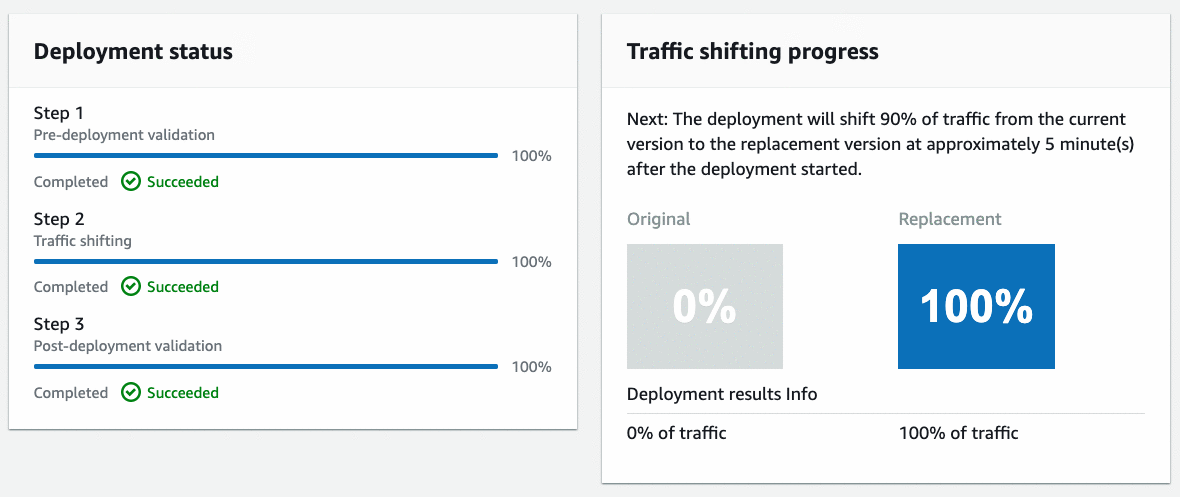 Deployment status
Step 1
Pre-deployment validation
100%
Completed Succeeded
Step 2
Traffic shifting
100%
Completed Succeeded
Step 3
Post-deployment validation
100%
Completed Succeeded
Traffic shifting progress
Next: The deployment will shift 90% of traffic from the current
version to the replacement version at approximately 5 minute(s)
after the deployment started.
Original Replacement
0% 100%
Deployment results Info
0% of traffic 100% of traffic